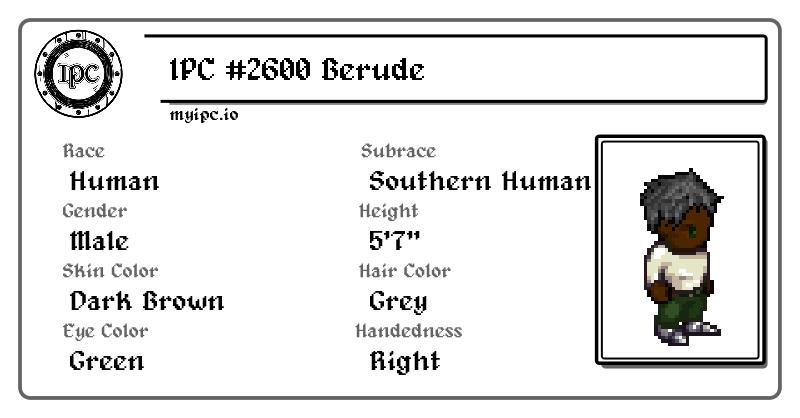 IPC
IPC #2600 Berude
myipc.io
Race
Human
Subrace
Southern Human
Gender
Male
Height
5'7"
Skin Color
Dark Brown
Hair Color
Grey
Eye Color
Green
Handedness
Right